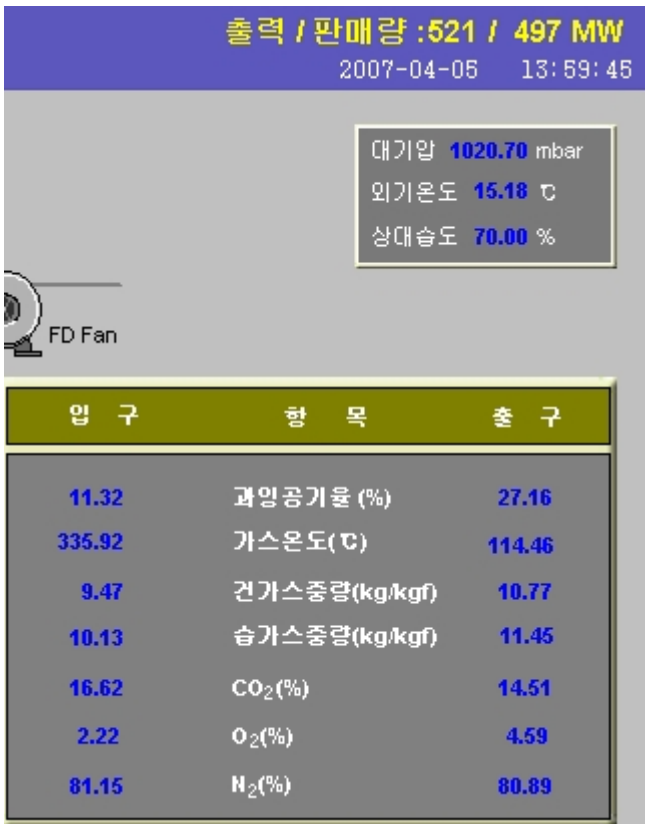 출력 / 판매량 :521 / 497 MW
2007-04-05 13:59:45
대기압 1020.70 mbar
외기온도 15.18 ℃
상대습도 70.00 %
FD Fan
입 구 항 목 출 구
11.32 과잉공기율 (%) 27.16
335.92 가스온도(℃) 114.46
9.47 건가스중량(kg/kgf) 10.77
10.13 습가스중량(kg/kgf) 11.45
16.62 CO₂(%) 14.51
2.22 O₂(%) 4.59
81.15 N₂(%) 80.89